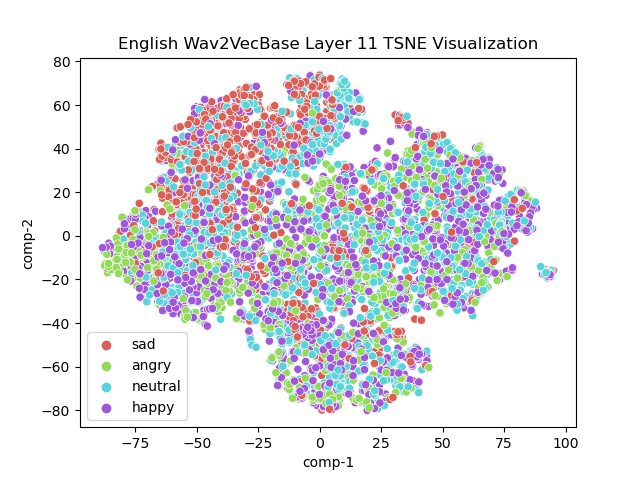 English Wav2VecBase Layer 11 TSNE Visualization
80
60
40
20
0
−20
−40
−60
−80
comp-2
sad
angry
neutral
happy
−75
−50
−25
0
25
50
75
100
comp-1